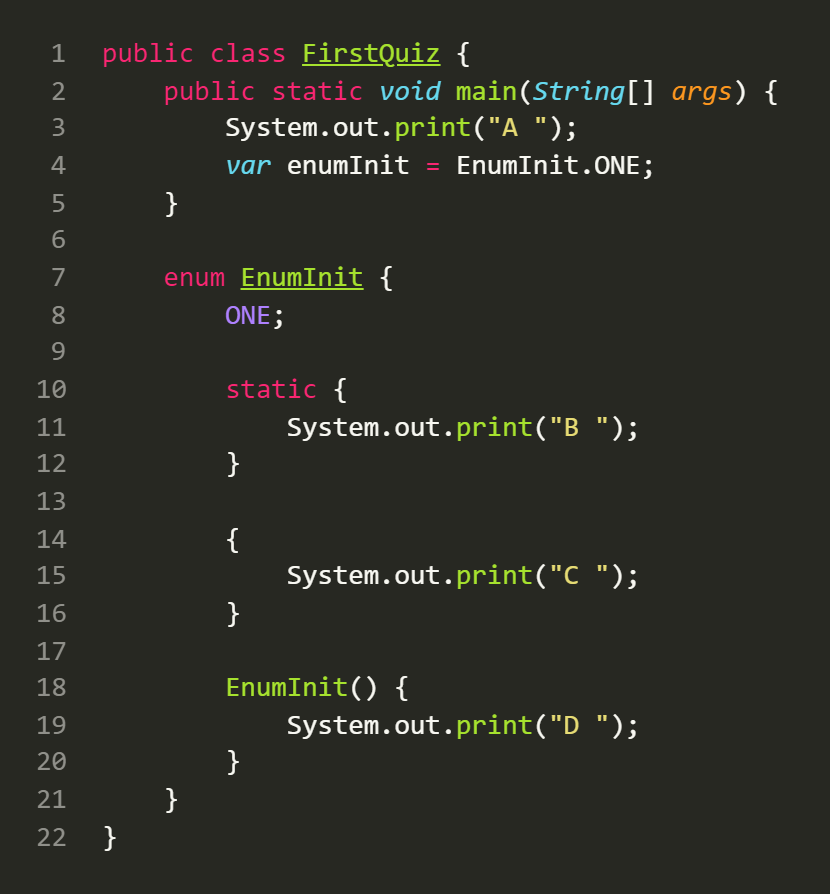 1 public class FirstQuiz {
2     public static void main(String[] args) {
3         System.out.print("A ");
4         var enumInit = EnumInit.ONE;
5     }
6
7     enum EnumInit {
8         ONE;
9
10         static {
11             System.out.print("B ");
12         }
13
14         {
15             System.out.print("C ");
16         }
17
18         EnumInit() {
19             System.out.print("D ");
20         }
21     }
22 }